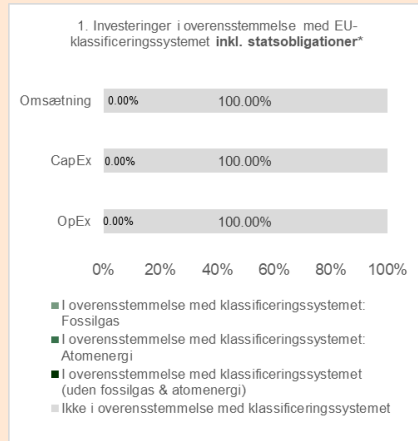 1. Investeringer i overensstemmelse med EU-
klassificeringssystemet inkl. statsobligationer*
Omsætning 0.00% 100.00%
CapEx 0.00% 100.00%
OpEx 0.00% 100.00%
0% 20% 40% 60% 80% 100%
I overensstemmelse med klassificeringssystemet:
Fossilgas
I overensstemmelse med klassificeringssystemet:
Atomenergi
I overensstemmelse med klassificeringssystemet
(uden fossilgas & atomenergi)
Ikke i overensstemmelse med klassificeringssystemet